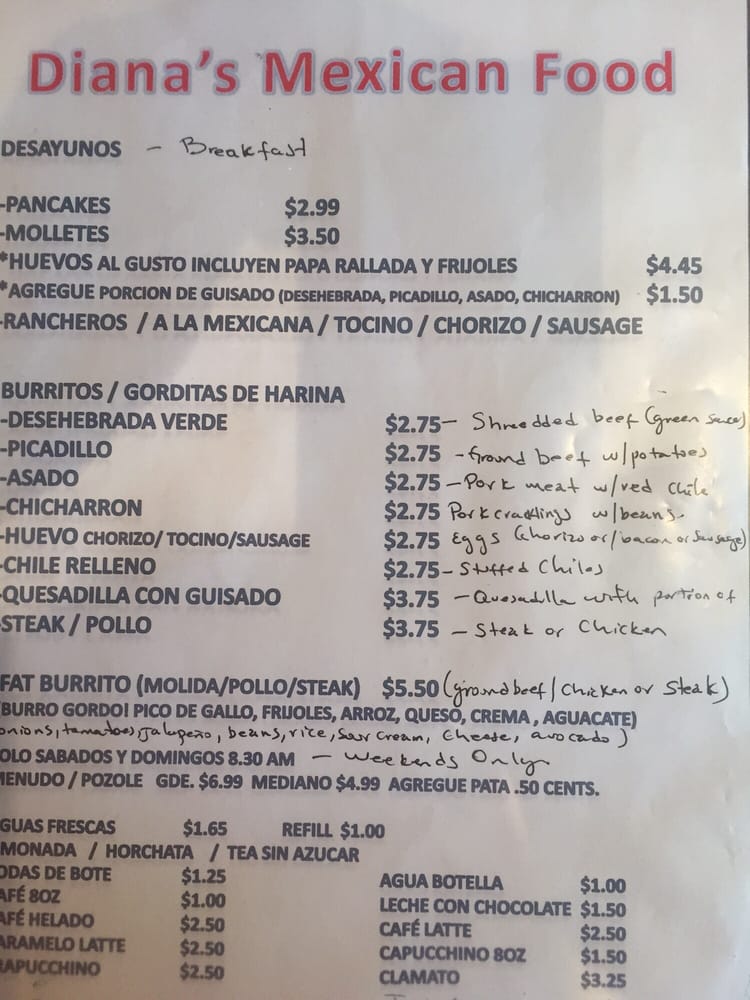 Diana's Mexican Food
DESAYUNOS - Breakfast
-PANCAKES $2.99
-MOLLETES $3.50
*HUEVOS AL GUSTO INCLUYEN PAPA RALLADA Y FRIJOLES $4.45
*AGREGUE PORCION DE GUISADO (DESEHEBRADA, PICADILLO, ASADO, CHICHARRON) $1.50
-RANCHEROS / A LA MEXICANA / TOCINO / CHORIZO / SAUSAGE
BURRITOS / GORDITAS DE HARINA
-DESEHEBRADA VERDE $2.75 - Shredded beef (green sauce)
-PICADILLO $2.75 - Ground beef w/potatoes
-ASADO $2.75 - Pork meat w/red chile
-CHICHARRON $2.75 Pork cracklings w/beans.
-HUEVO CHORIZO/ TOCINO/SAUSAGE $2.75 Eggs (chorizo or/bacon or sausage)
-CHILE RELLENO $2.75 - Stuffed Chiles
-QUESADILLA CON GUISADO $3.75 - Quesadilla with portion of
-STEAK / POLLO $3.75 - Steak or Chicken
FAT BURRITO (MOLIDA/POLLO/STEAK) $5.50 (ground beef/Chicken or Steak)
(BURRO GORDO! PICO DE GALLO, FRIJOLES, ARROZ, QUESO, CREMA , AGUACATE)
onions, tomatoes, jalapeño, beans, rice, sour cream, cheese, avocado)
OLO SABADOS Y DOMINGOS 8.30 AM - Weekends Only
MENUDO / POZOLE GDE. $6.99 MEDIANO $4.99 AGREGUE PATA .50 CENTS.
GUAS FRESCAS $1.65 REFILL $1.00
MONADA / HORCHATA / TEA SIN AZUCAR
ODAS DE BOTE $1.25
AFÉ 8OZ $1.00
AFÉ HELADO $2.50
ARAMELO LATTE $2.50
RAPUCCHINO $2.50
AGUA BOTELLA $1.00
LECHE CON CHOCOLATE $1.50
CAFÉ LATTE $2.50
CAPUCCHINO 8OZ $1.50
CLAMATO $3.25